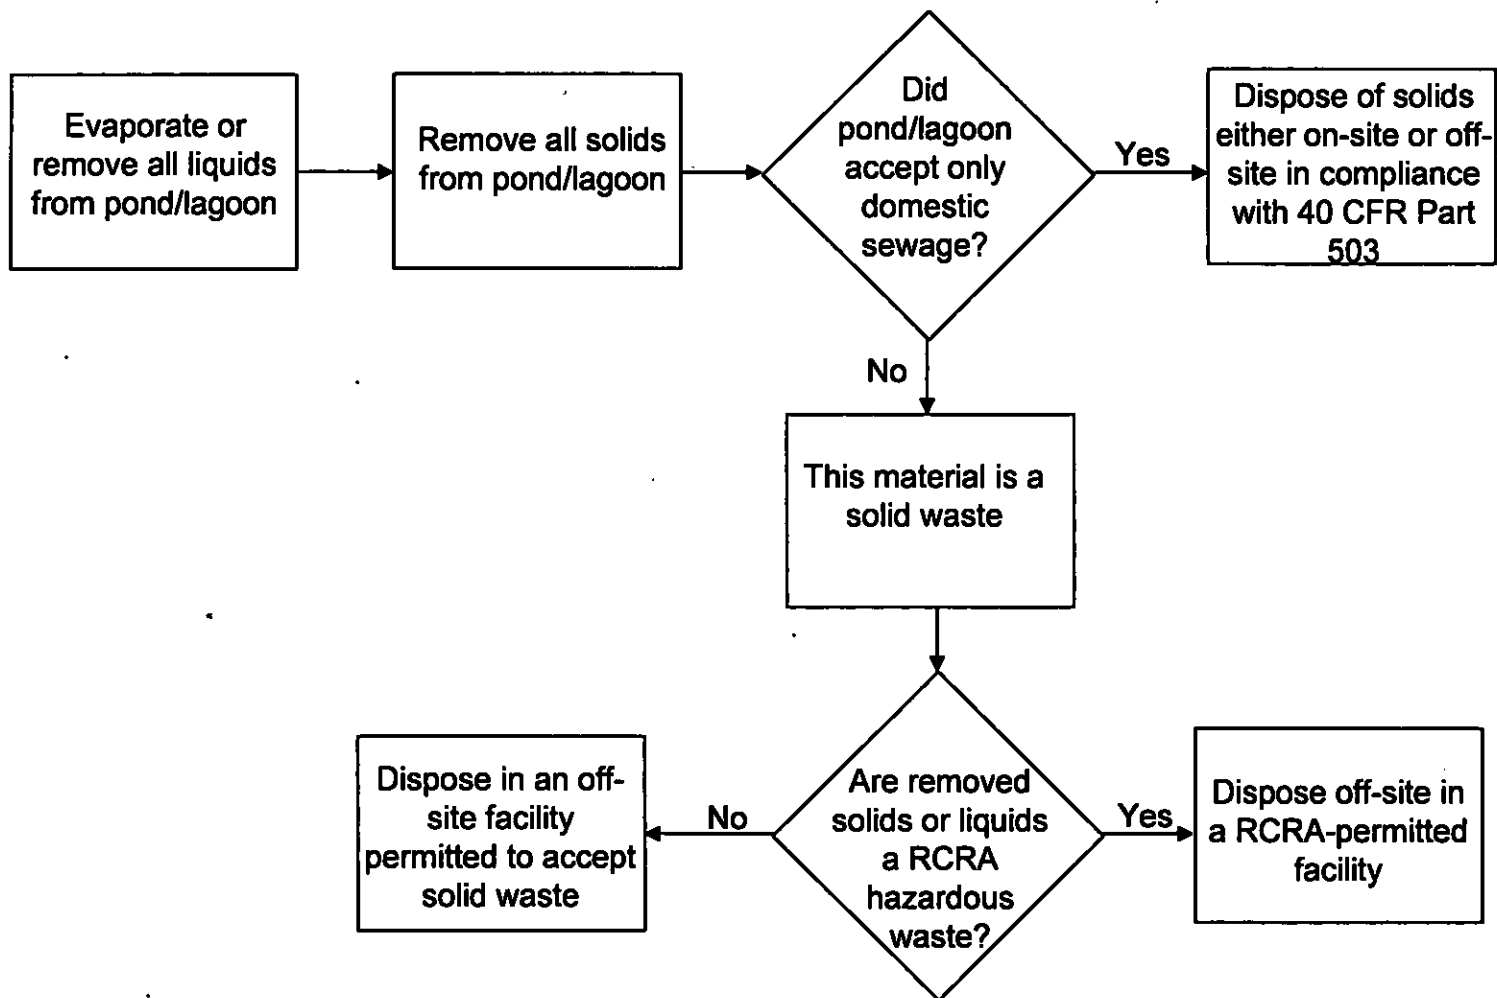 Evaporate or
remove all liquids
from pond/lagoon
Remove all solids
from pond/lagoon
Did
pond/lagoon
accept only
domestic
sewage?
Yes
Dispose of solids
either on-site or off-
site in compliance
with 40 CFR Part
503
No
This material is a
solid waste
Are removed
solids or liquids
a RCRA
hazardous
waste?
No
Dispose in an off-
site facility
permitted to accept
solid waste
Yes
Dispose off-site in
a RCRA-permitted
facility